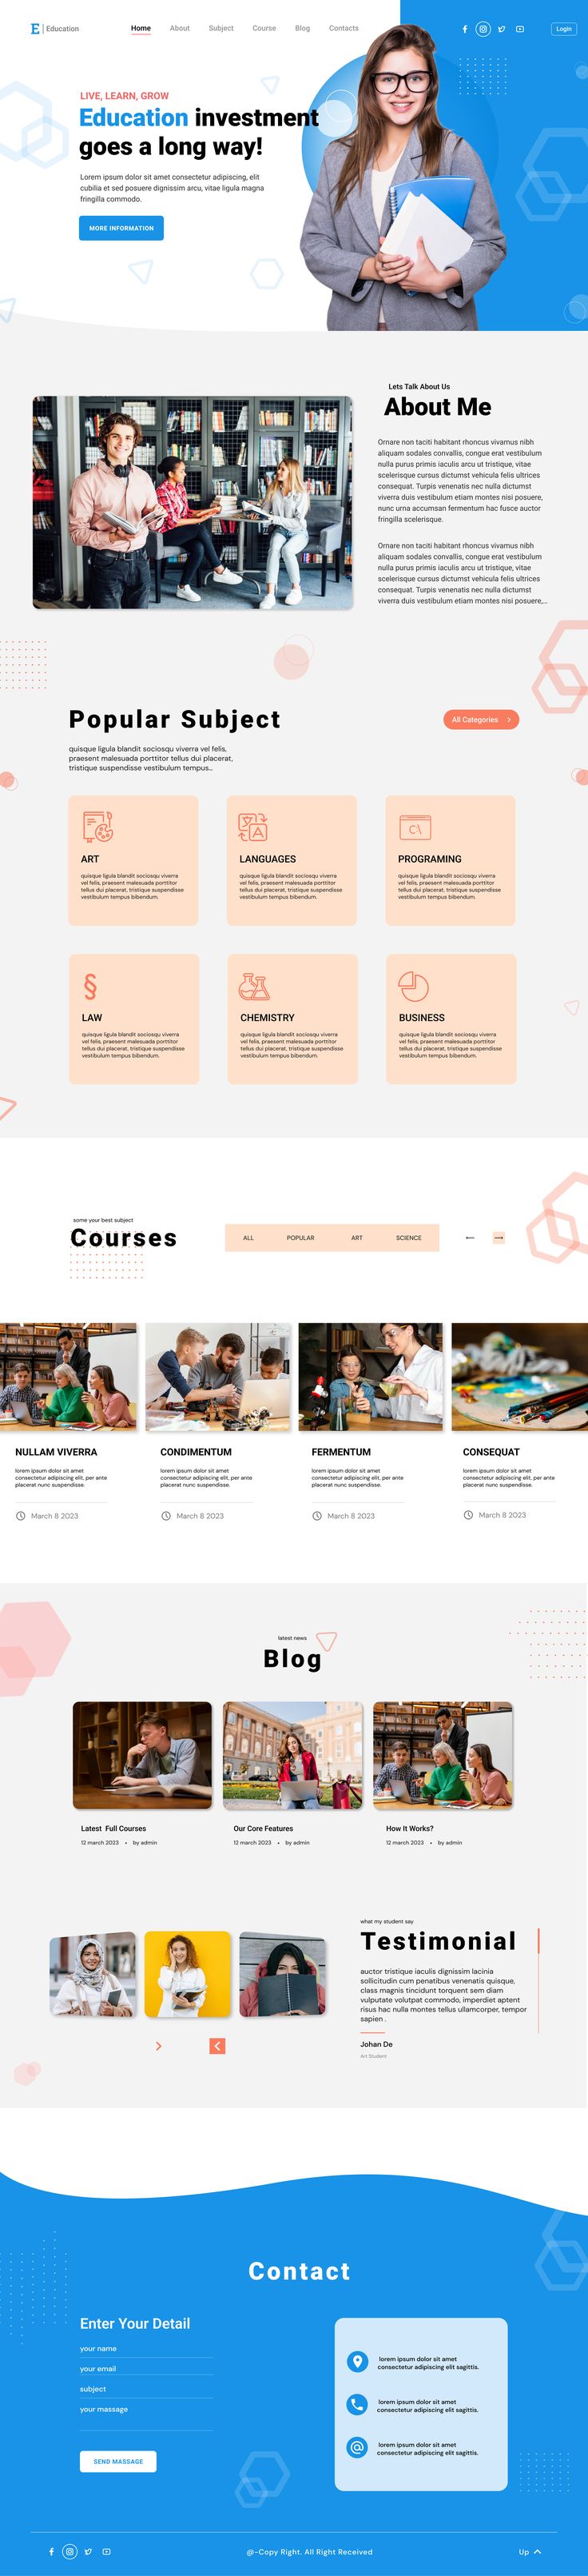 E | Education
Home About Subject Course Blog Contacts
Login
LIVE, LEARN, GROW
Education investment
goes a long way!
Lorem ipsum dolor sit amet consectetur adipiscing, elit
cubilia et sed posuere dignissim arcu, vitae ligula magna
fringilla commodo.
MORE INFORMATION
Lets Talk About Us
About Me
Ornare non taciti habitant rhoncus vivamus nibh
aliquam sodales convallis, congue erat vestibulum
nulla purus primis iaculis arcu ut tristique, vitae
scelerisque cursus dictumst vehicula felis ultrices
consequat. Turpis venenatis nec nulla dictumst
viverra duis vestibulum etiam montes nisi posuere,
nunc urna accumsan fermentum hac fusce auctor
fringilla scelerisque.
Ornare non taciti habitant rhoncus vivamus nibh
aliquam sodales convallis, congue erat vestibulum
nulla purus primis iaculis arcu ut tristique, vitae
scelerisque cursus dictumst vehicula felis ultrices
consequat. Turpis venenatis nec nulla dictumst
viverra duis vestibulum etiam montes nisi posuere,...
Popular Subject
All Categories
quisque ligula blandit sociosqu viverra vel felis,
praesent malesuada porttitor tellus dui placerat,
tristique suspendisse vestibulum tempus...
ART
quisque ligula blandit sociosqu viverra
vel felis, praesent malesuada porttitor
tellus dui placerat, tristique suspendisse
vestibulum tempus bibendum.
A
LANGUAGES
quisque ligula blandit sociosqu viverra
vel felis, praesent malesuada porttitor
tellus dui placerat, tristique suspendisse
vestibulum tempus bibendum.
C:\
PROGRAMING
quisque ligula blandit sociosqu viverra
vel felis, praesent malesuada porttitor
tellus dui placerat, tristique suspendisse
vestibulum tempus bibendum.
§
LAW
quisque ligula blandit sociosqu viverra
vel felis, praesent malesuada porttitor
tellus dui placerat, tristique suspendisse
vestibulum tempus bibendum.
CHEMISTRY
quisque ligula blandit sociosqu viverra
vel felis, praesent malesuada porttitor
tellus dui placerat, tristique suspendisse
vestibulum tempus bibendum.
BUSINESS
quisque ligula blandit sociosqu viverra
vel felis, praesent malesuada porttitor
tellus dui placerat, tristique suspendisse
vestibulum tempus bibendum.
some your best subject
Courses
ALL POPULAR ART SCIENCE
NULLAM VIVERRA
lorem ipsum dolor sit amet
consectetur adipiscing elit, per ante
placerat nunc suspendisse.
March 8 2023
CONDIMENTUM
lorem ipsum dolor sit amet
consectetur adipiscing elit, per ante
placerat nunc suspendisse.
March 8 2023
FERMENTUM
lorem ipsum dolor sit amet
consectetur adipiscing elit, per ante
placerat nunc suspendisse.
March 8 2023
CONSEQUAT
lorem ipsum dolor sit amet
consectetur adipiscing elit, per ante
placerat nunc suspendisse.
March 8 2023
latest news
Blog
Latest Full Courses
12 march 2023 • by admin
Our Core Features
12 march 2023 • by admin
How It Works?
12 march 2023 • by admin
what my student say
Testimonial
auctor tristique iaculis dignissim lacinia
sollicitudin cum penatibus venenatis quisque,
class magnis tincidunt torquent sem diam
vulputate volutpat commodo, imperdiet aptent
risus hac nulla montes tellus ullamcorper, tempor
sapien .
Johan De
Art Student
Contact
Enter Your Detail
your name
your email
subject
your massage
SEND MASSAGE
lorem ipsum dolor sit amet
consectetur adipiscing elit sagittis.
lorem ipsum dolor sit amet
consectetur adipiscing elit sagittis.
@
lorem ipsum dolor sit amet
consectetur adipiscing elit sagittis.
@-Copy Right. All Right Received
Up